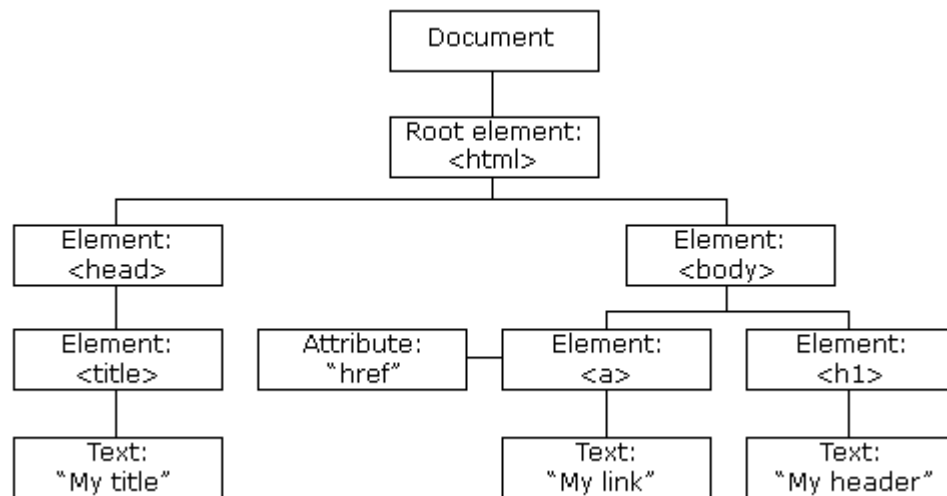 Document
Root element:
<html>
Element:
<head>
Element:
<body>
Element:
<title>
Attribute:
“href”
Element:
<a>
Element:
<h1>
Text:
“My title”
Text:
“My link”
Text:
“My header”